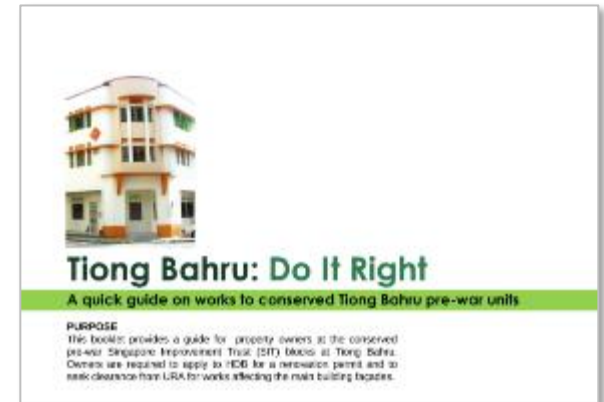 Tiong Bahru: Do It Right
A quick guide on works to conserved Tiong Bahru pre-war units
PURPOSE
This booklet provides a guide for property owners at the conserved
pre-war Singapore Improvement Trust (SIT) blocks at Tiong Bahru.
Owners are required to apply to HDB for a renovation permit and to
seek clearance from URA for works affecting the main building façades.